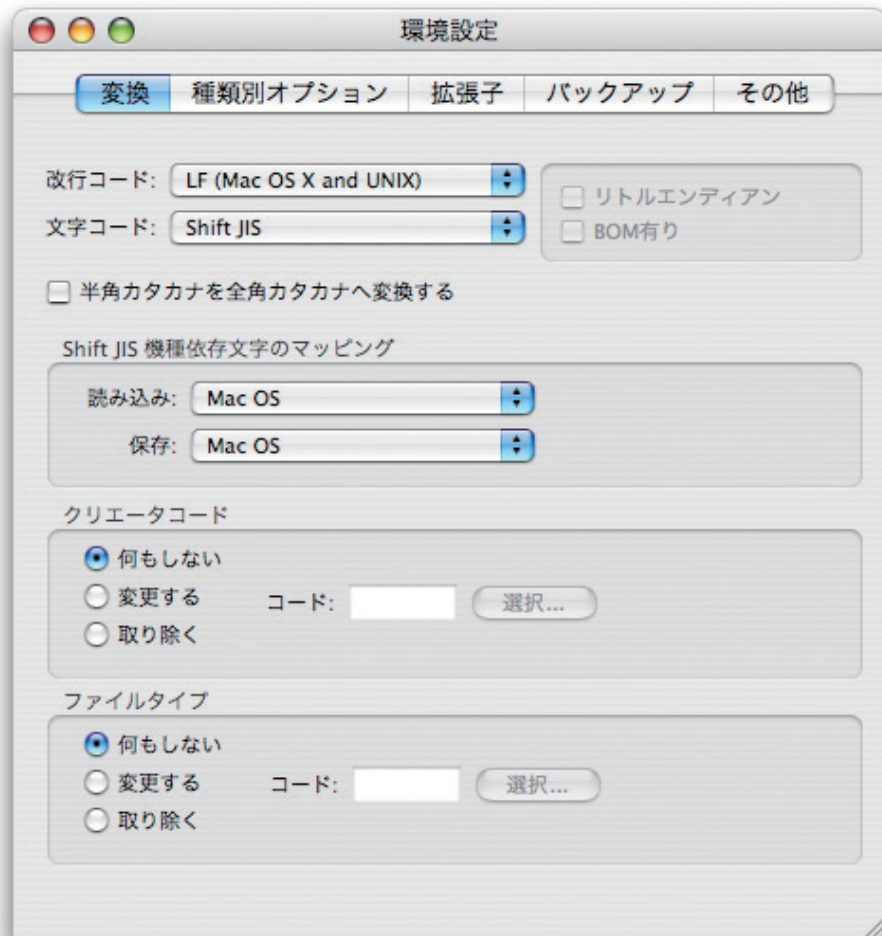 環境設定
変換 種類別オプション 拡張子 バックアップ その他
改行コード: LF (Mac OS X and UNIX)
リトルエンディアン
文字コード: Shift JIS
BOM有り
半角カタカナを全角カタカナへ変換する
Shift JIS 機種依存文字のマッピング
読み込み: Mac OS
保存: Mac OS
クリエータコード
何もしない
変更する コード: 選択...
取り除く
ファイルタイプ
何もしない
変更する コード: 選択...
取り除く